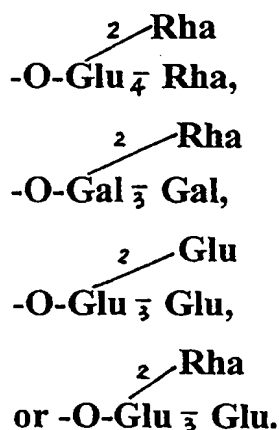 2 Rha
-O-Glu 4 Rha,
2 Rha
-O-Gal 3 Gal,
2 Glu
-O-Glu 3 Glu,
2 Rha
or -O-Glu 3 Glu.